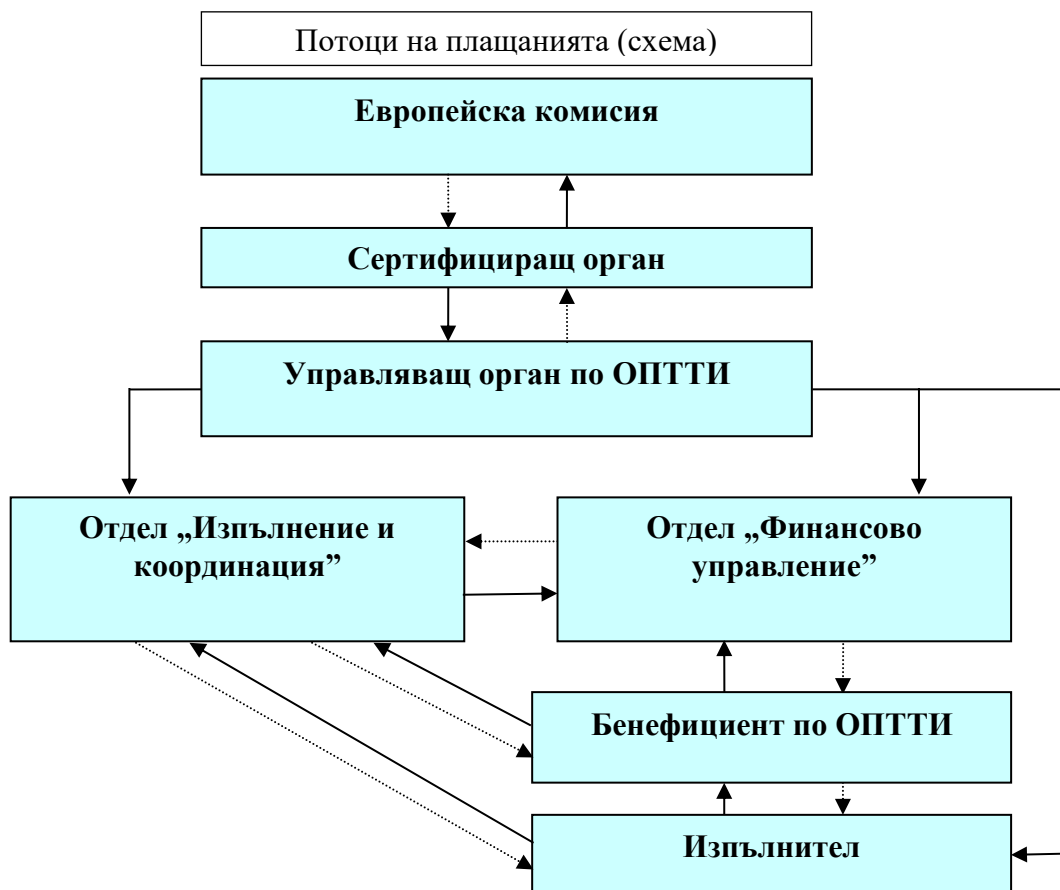 Потоци на плащанията (схема)
Европейска комисия
Сертифициращ орган
Управляващ орган по ОПТТИ
Отдел „Изпълнение и
координация”
Отдел „Финансово
управление”
Бенефициент по ОПТТИ
Изпълнител